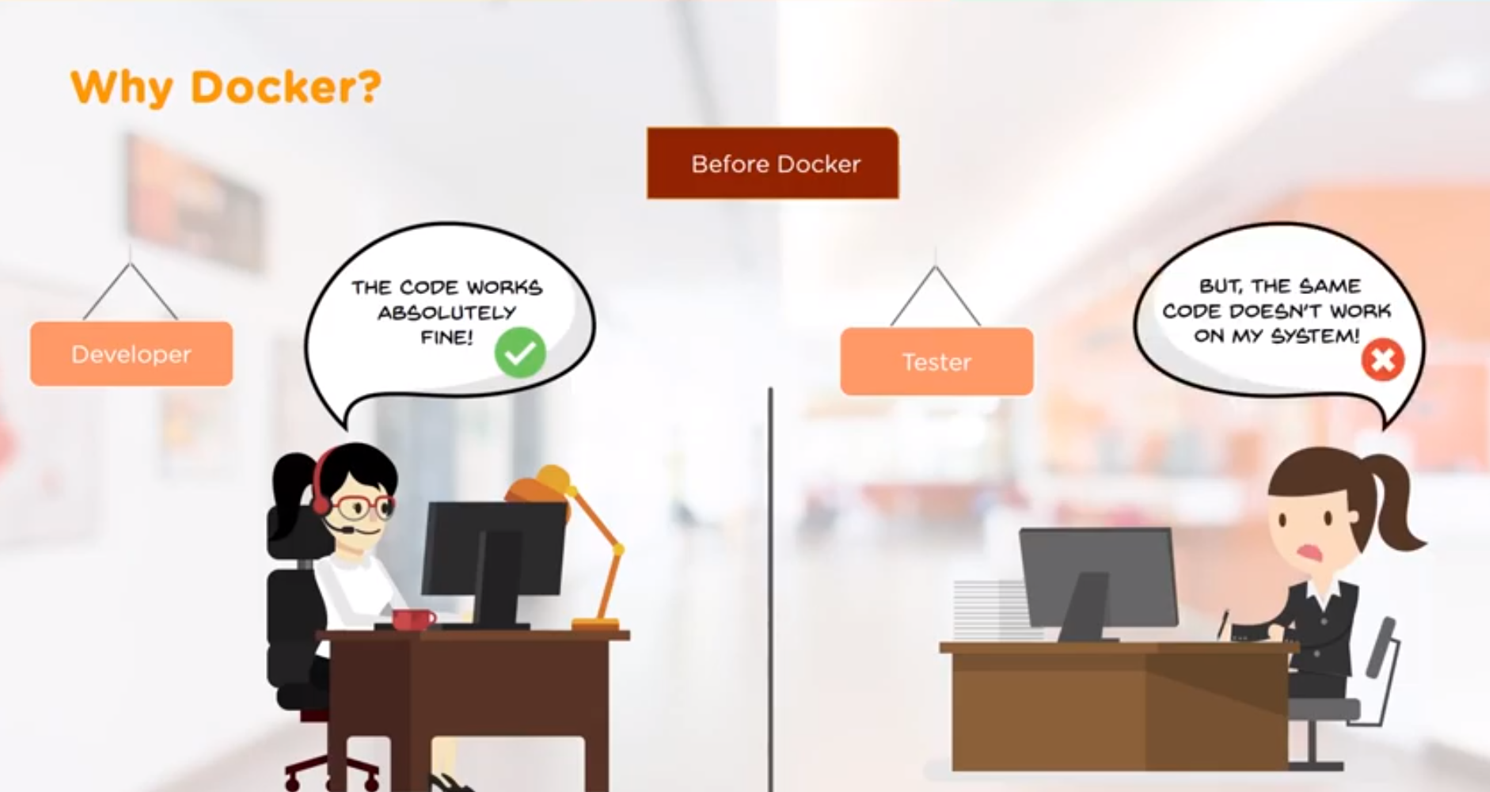 Why Docker?
Before Docker
Developer
THE CODE WORKS
ABSOLUTELY
FINE!
Tester
BUT, THE SAME
CODE DOESN'T WORK
ON MY SYSTEM!